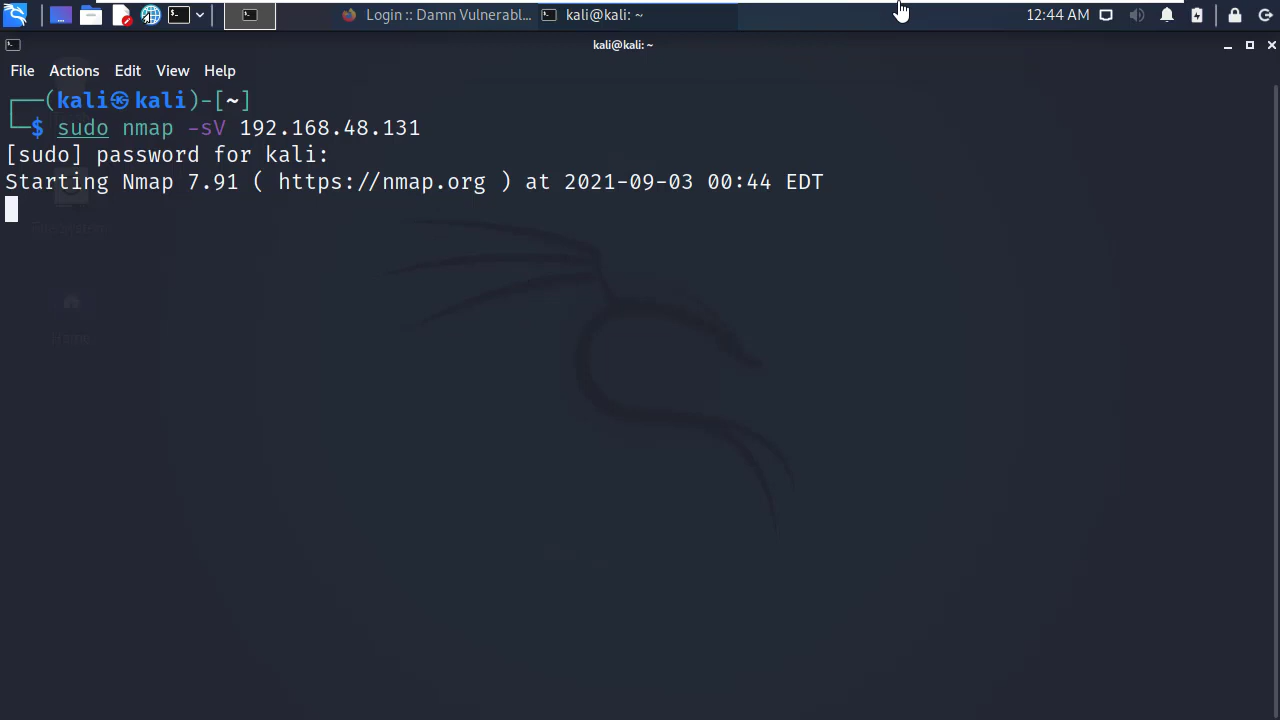 Login :: Damn Vulnerabl...
kali@kali: ~
12:44 AM
kali@kali: ~
File Actions Edit View Help
┌──(kali㉿kali)-[~]
└─$ sudo nmap -sV 192.168.48.131
[sudo] password for kali:
Starting Nmap 7.91 ( https://nmap.org ) at 2021-09-03 00:44 EDT
Home